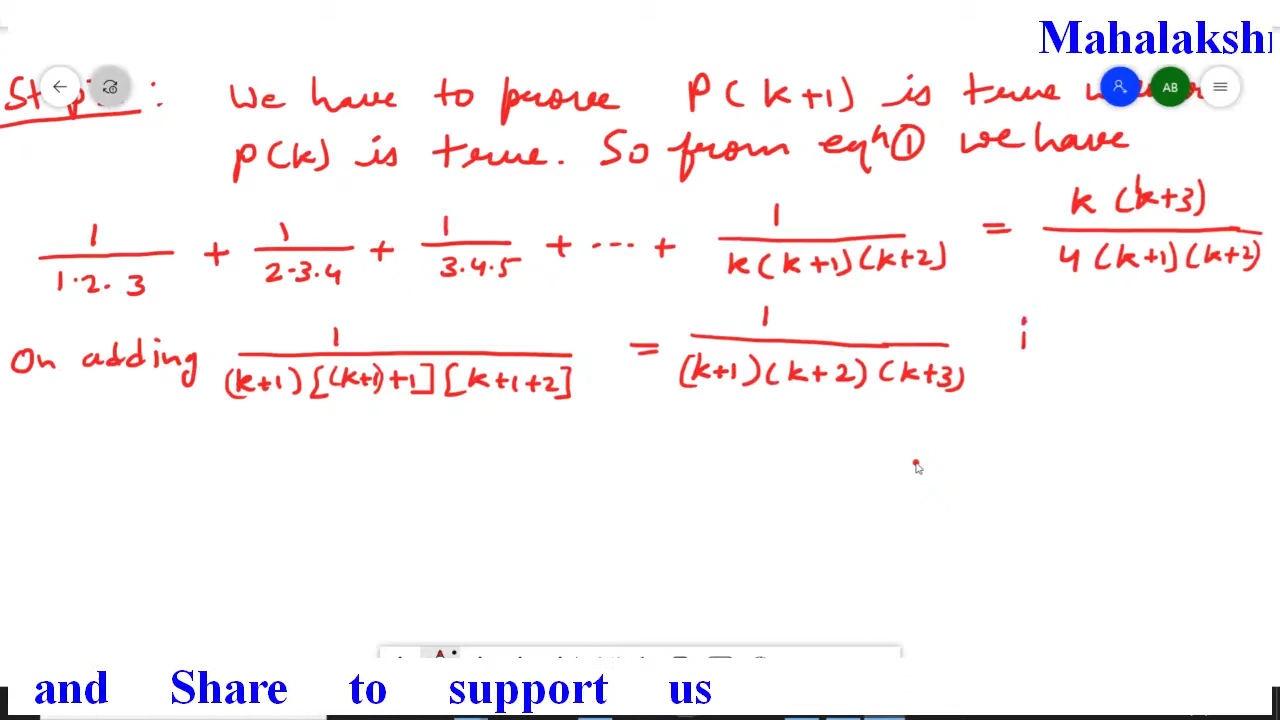 Mahalaksh
: We have to prove P(k+1) is true
P(k) is true. So from eqⁿ ① we have
1/(1·2·3) + 1/(2·3·4) + 1/(3·4·5) + ··· + 1/(k(k+1)(k+2)) = k(k+3)/(4(k+1)(k+2))
On adding 1/((k+1)[(k+1)+1][k+1+2]) = 1/((k+1)(k+2)(k+3)) i
AB
and Share to support us